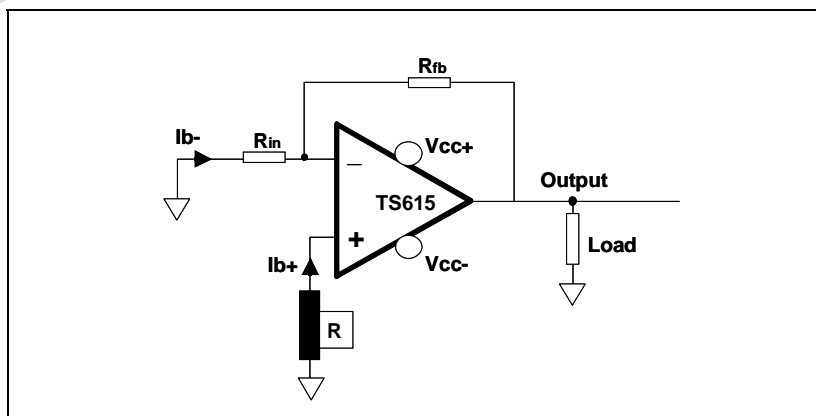 Rfb
Ib-
Rin
Vcc+
_
Output
TS615
+
Load
Ib+
Vcc-
R